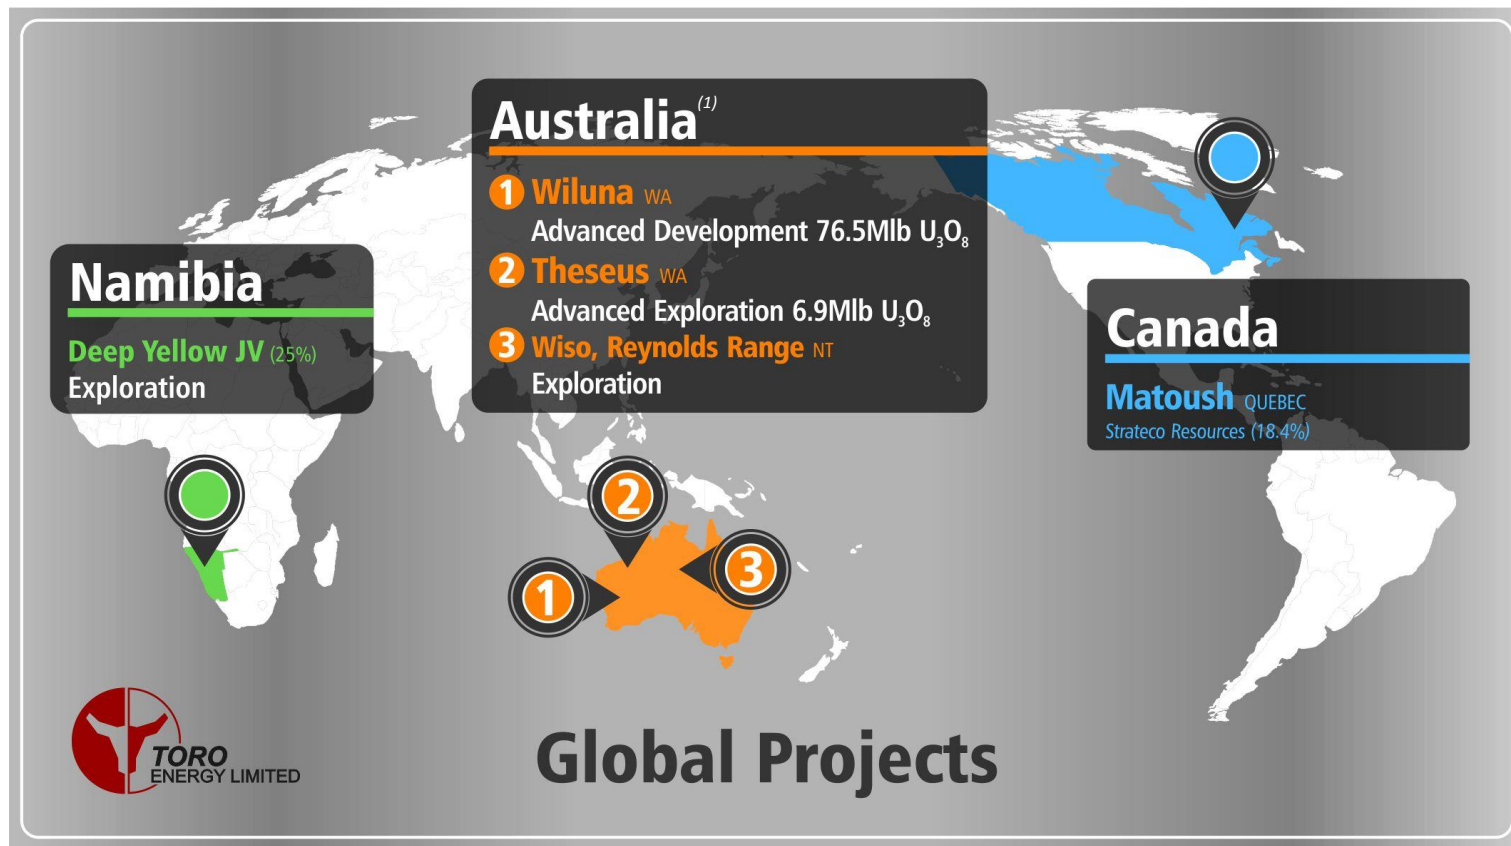 Australia(1)
1 Wiluna WA
Advanced Development 76.5Mlb U₃O₈
2 Theseus WA
Advanced Exploration 6.9Mlb U₃O₈
3 Wiso, Reynolds Range NT
Exploration
Namibia
Deep Yellow JV (25%)
Exploration
Canada
Matoush QUEBEC
Strateco Resources (18.4%)
2
3
1
TORO
ENERGY LIMITED
Global Projects